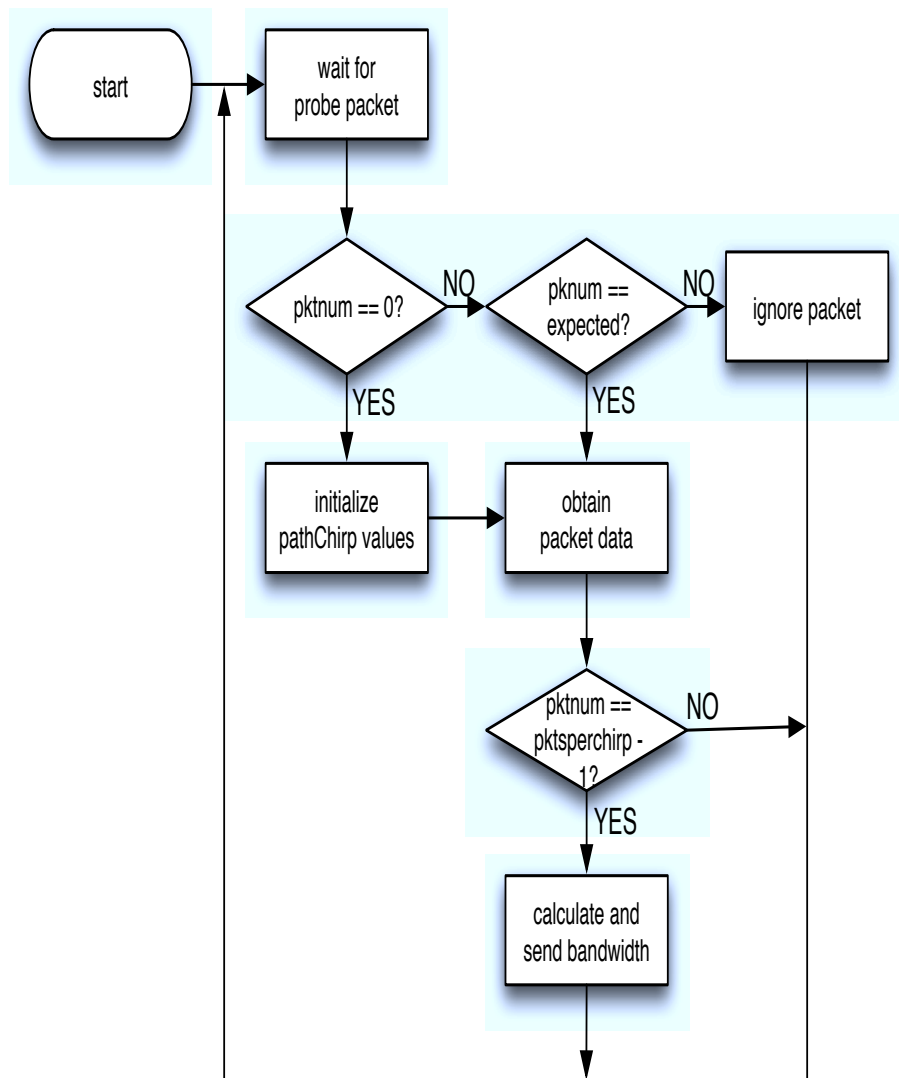 start
wait for
probe packet
pktnum == 0?
NO
pknum ==
expected?
NO
ignore packet
YES
YES
initialize
pathChirp values
obtain
packet data
pktnum ==
pktsperchirp -
1?
NO
YES
calculate and
send bandwidth